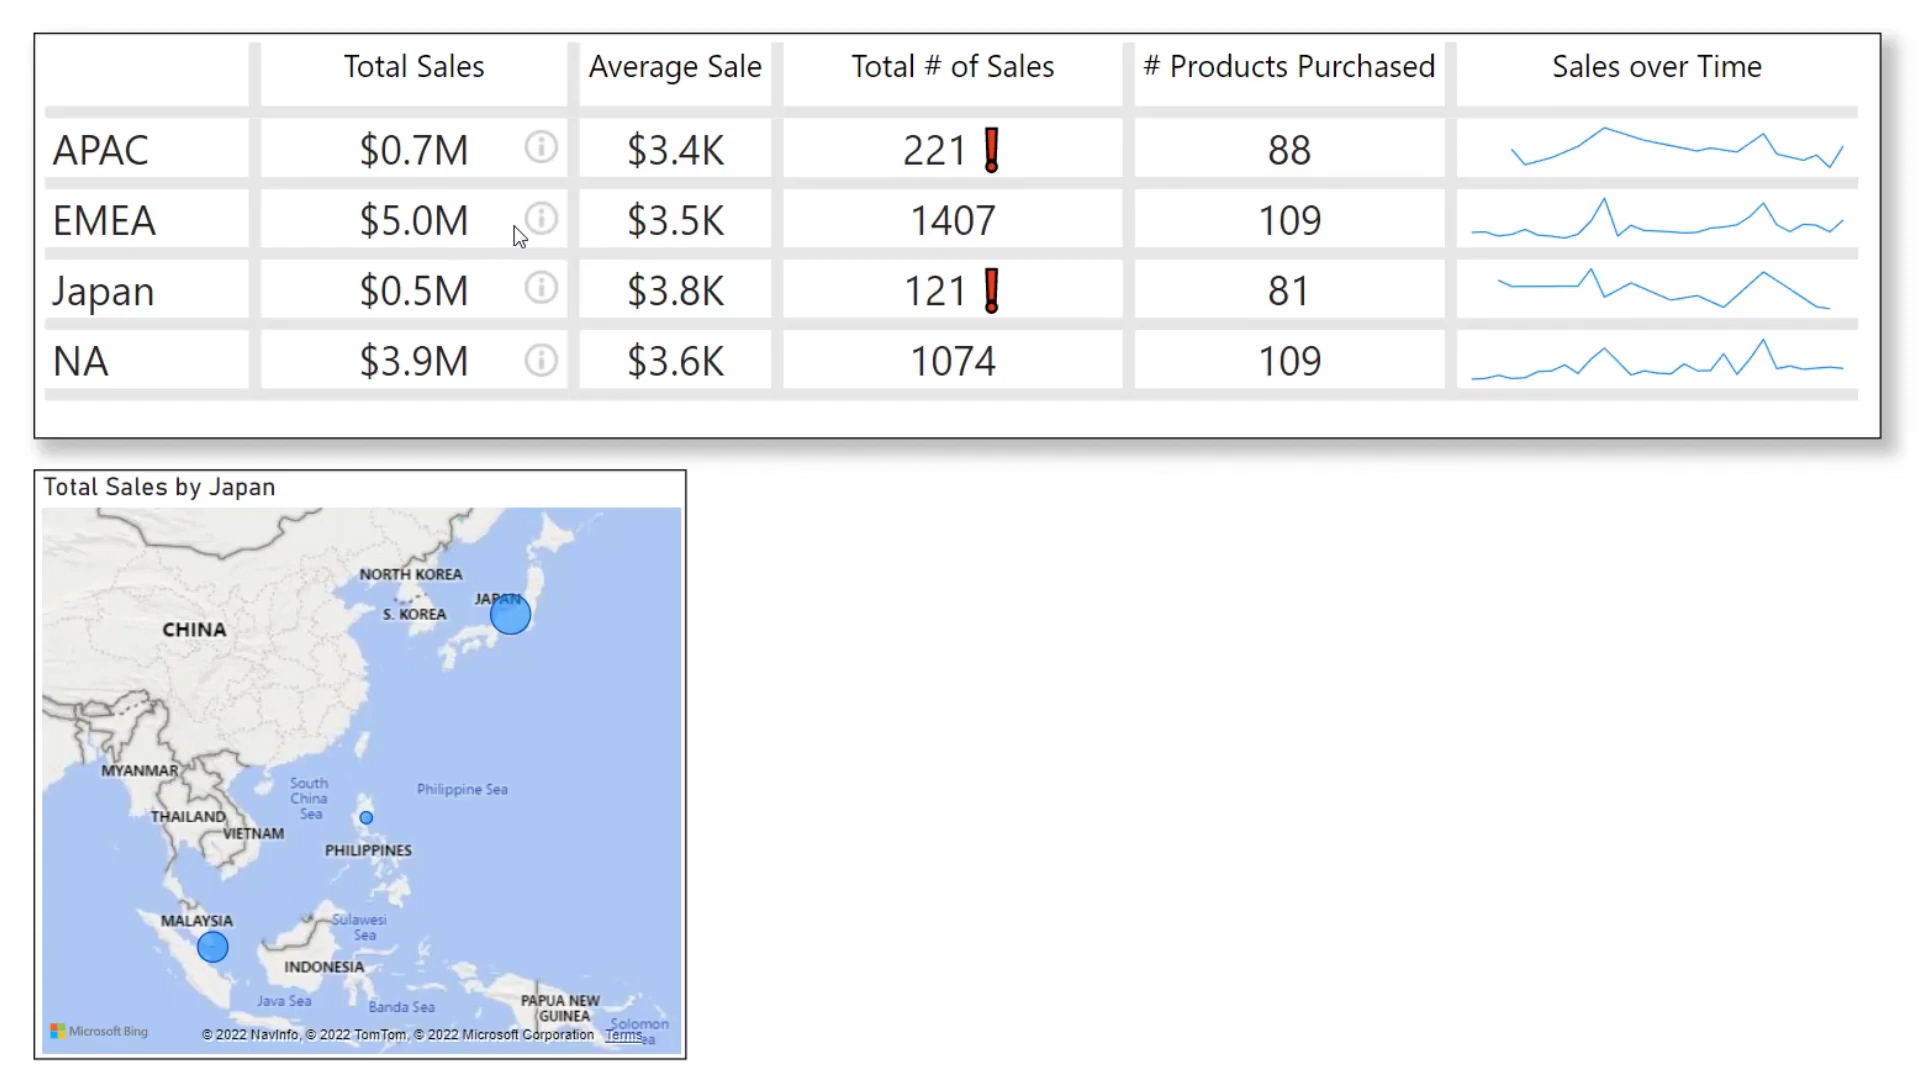 Total Sales Average Sale Total # of Sales # Products Purchased Sales over Time
APAC $0.7M $3.4K 221 88
EMEA $5.0M $3.5K 1407 109
Japan $0.5M $3.8K 121 81
NA $3.9M $3.6K 1074 109
Total Sales by Japan
NORTH KOREA
JAPAN
S. KOREA
CHINA
MYANMAR
South
China
Sea
Philippine Sea
THAILAND
VIETNAM
PHILIPPINES
MALAYSIA
Sulawesi
Sea
INDONESIA
Java Sea
Banda Sea
PAPUA NEW
GUINEA
Solomon
Sea
Microsoft Bing
© 2022 NavInfo, © 2022 TomTom, © 2022 Microsoft Corporation Terms